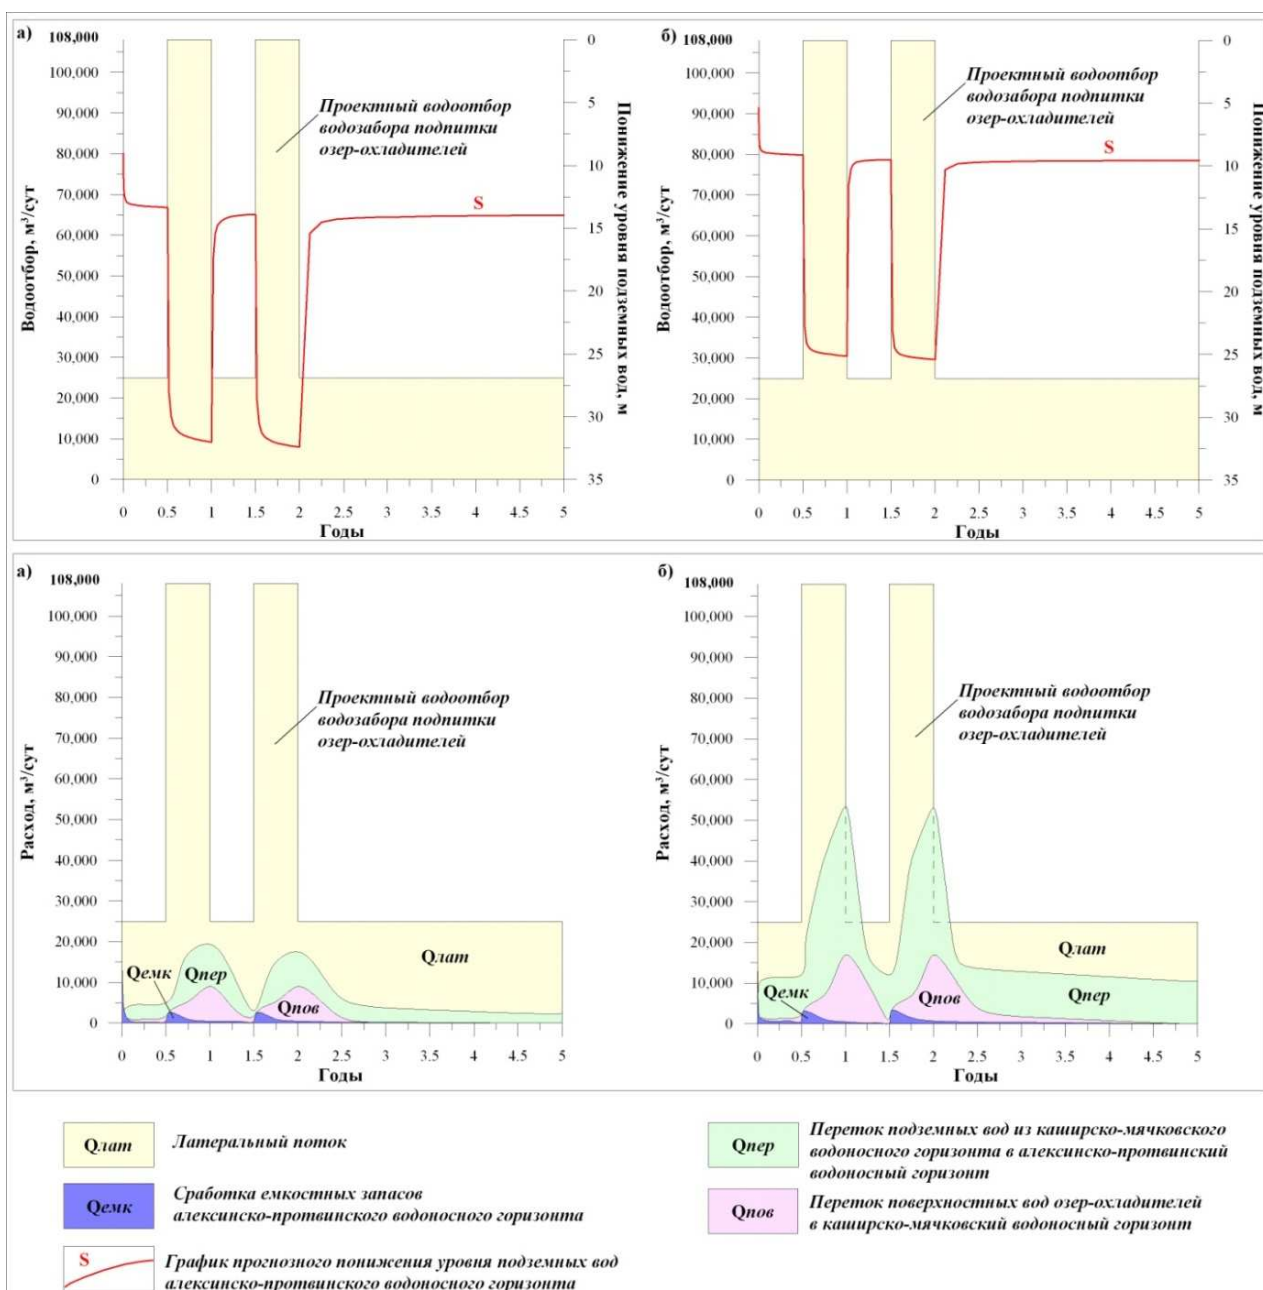 а)
108,000
100,000
90,000
80,000
70,000
60,000
50,000
40,000
30,000
20,000
10,000
0
Водоотбор, м³/сут
Проектный водоотбор
водозабора подпитки
озер-охладителей
S
0
5
10
15
20
25
30
35
Понижение уровня подземных вод, м
0 0.5 1 1.5 2 2.5 3 3.5 4 4.5 5
Годы
б)
108,000
100,000
90,000
80,000
70,000
60,000
50,000
40,000
30,000
20,000
10,000
0
Водоотбор, м³/сут
Проектный водоотбор
водозабора подпитки
озер-охладителей
S
0
5
10
15
20
25
30
35
Понижение уровня подземных вод, м
0 0.5 1 1.5 2 2.5 3 3.5 4 4.5 5
Годы
а)
108,000
100,000
90,000
80,000
70,000
60,000
50,000
40,000
30,000
20,000
10,000
0
Расход, м³/сут
Проектный водоотбор
водозабора подпитки
озер-охладителей
Qлат
Qемк
Qпер
Qпов
0 0.5 1 1.5 2 2.5 3 3.5 4 4.5 5
Годы
б)
108,000
100,000
90,000
80,000
70,000
60,000
50,000
40,000
30,000
20,000
10,000
0
Расход, м³/сут
Проектный водоотбор
водозабора подпитки
озер-охладителей
Qлат
Qемк
Qпов
Qпер
0 0.5 1 1.5 2 2.5 3 3.5 4 4.5 5
Годы
Qлат
Латеральный поток
Qемк
Сработка емкостных запасов
алексинско-протвинского водоносного горизонта
S
График прогнозного понижения уровня подземных вод
алексинско-протвинского водоносного горизонта
Qпер
Переток подземных вод из каширско-мячковского
водоносного горизонта в алексинско-протвинский
водоносный горизонт
Qпов
Переток поверхностных вод озер-охладителей
в каширско-мячковский водоносный горизонт